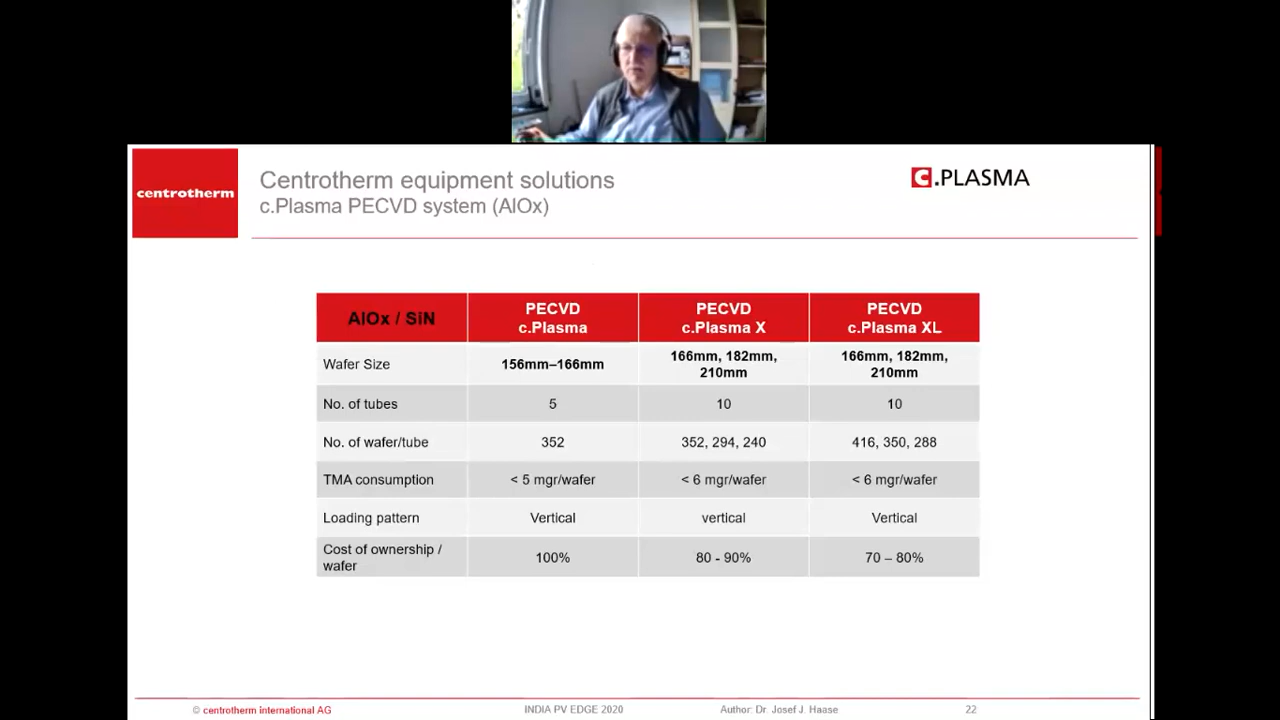 centrotherm
Centrotherm equipment solutions
c.Plasma PECVD system (AlOx)
C.PLASMA
AlOx / SiN
PECVD
c.Plasma
PECVD
c.Plasma X
PECVD
c.Plasma XL
Wafer Size
156mm–166mm
166mm, 182mm,
210mm
166mm, 182mm,
210mm
No. of tubes
5
10
10
No. of wafer/tube
352
352, 294, 240
416, 350, 288
TMA consumption
< 5 mgr/wafer
< 6 mgr/wafer
< 6 mgr/wafer
Loading pattern
Vertical
vertical
Vertical
Cost of ownership /
wafer
100%
80 - 90%
70 – 80%
© centrotherm international AG
INDIA PV EDGE 2020
Author: Dr. Josef J. Haase
22